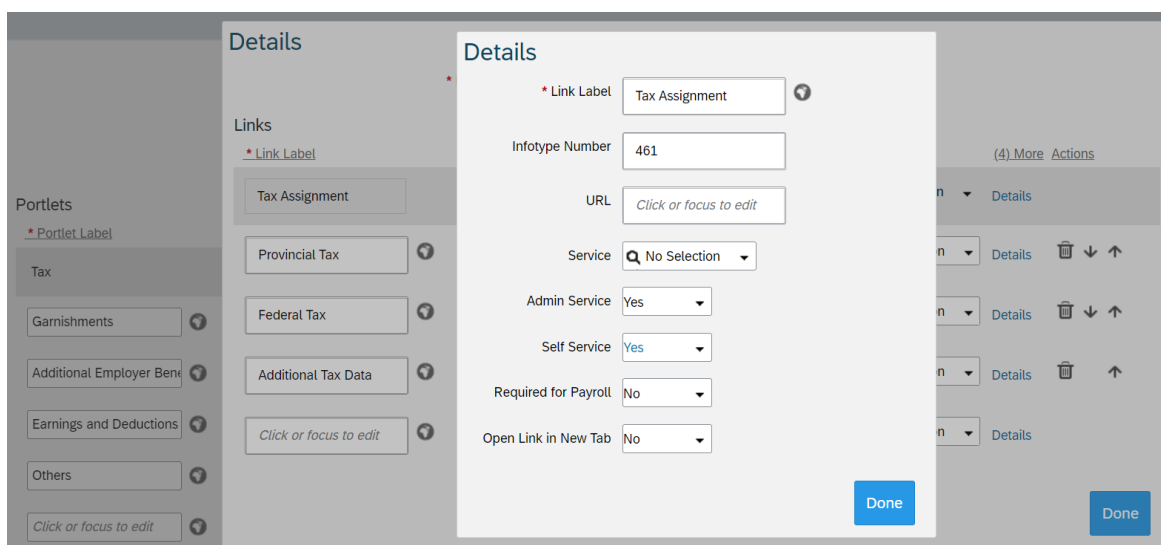 Details
Details
* Link Label
Tax Assignment
*
Links
* Link Label
Infotype Number
461
(4) More Actions
Tax Assignment
URL
Click or focus to edit
n
Details
Portlets
* Portlet Label
Tax
Provincial Tax
Service
No Selection
n
Details
Admin Service
Yes
Garnishments
Federal Tax
n
Details
Self Service
Yes
Additional Employer Bene
Additional Tax Data
Required for Payroll
No
n
Details
Earnings and Deductions
Click or focus to edit
Open Link in New Tab
No
n
Details
Others
Done
Click or focus to edit
Done